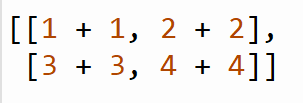 [[1 + 1, 2 + 2],
[3 + 3, 4 + 4]]